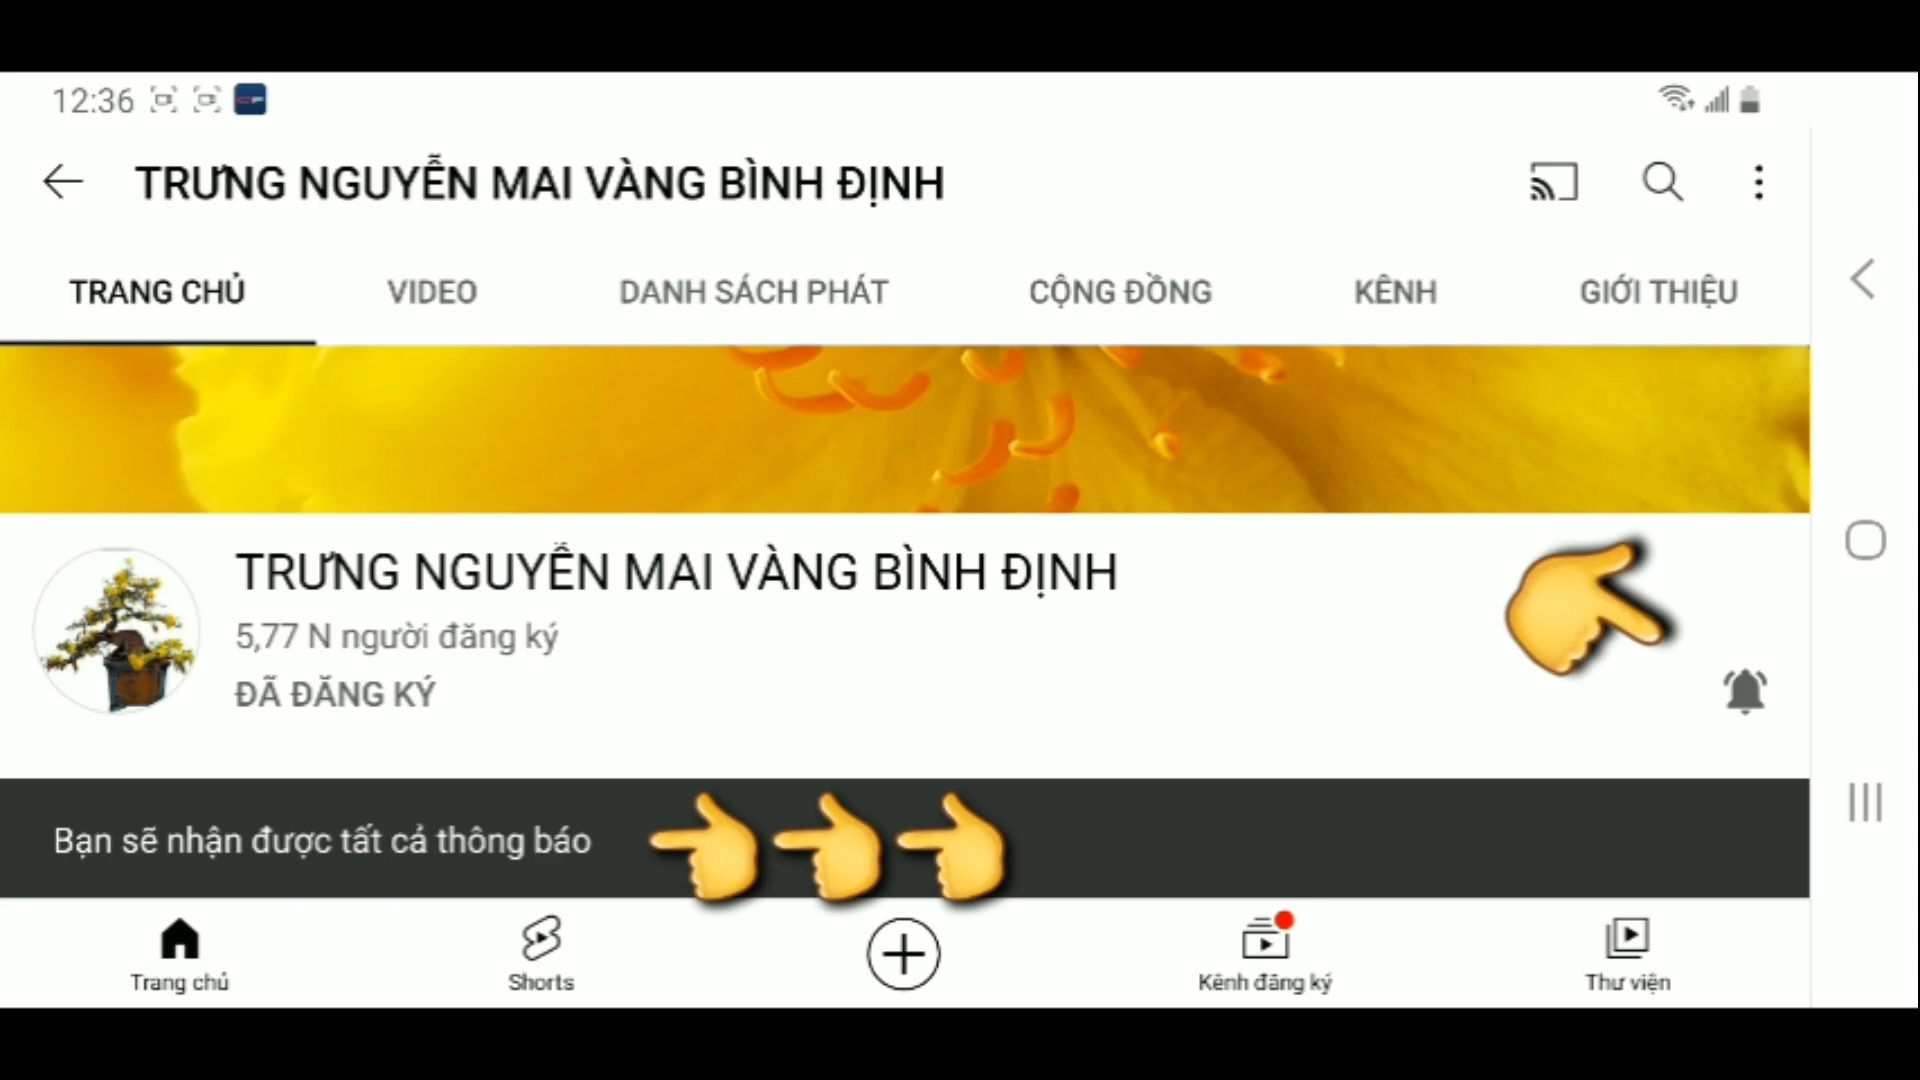 12:36
TRƯNG NGUYỄN MAI VÀNG BÌNH ĐỊNH
TRANG CHỦ VIDEO DANH SÁCH PHÁT CỘNG ĐỒNG KÊNH GIỚI THIỆU
TRƯNG NGUYỄN MAI VÀNG BÌNH ĐỊNH
5,77 N người đăng ký
ĐÃ ĐĂNG KÝ
Bạn sẽ nhận được tất cả thông báo
Trang chủ Shorts Kênh đăng ký Thư viện